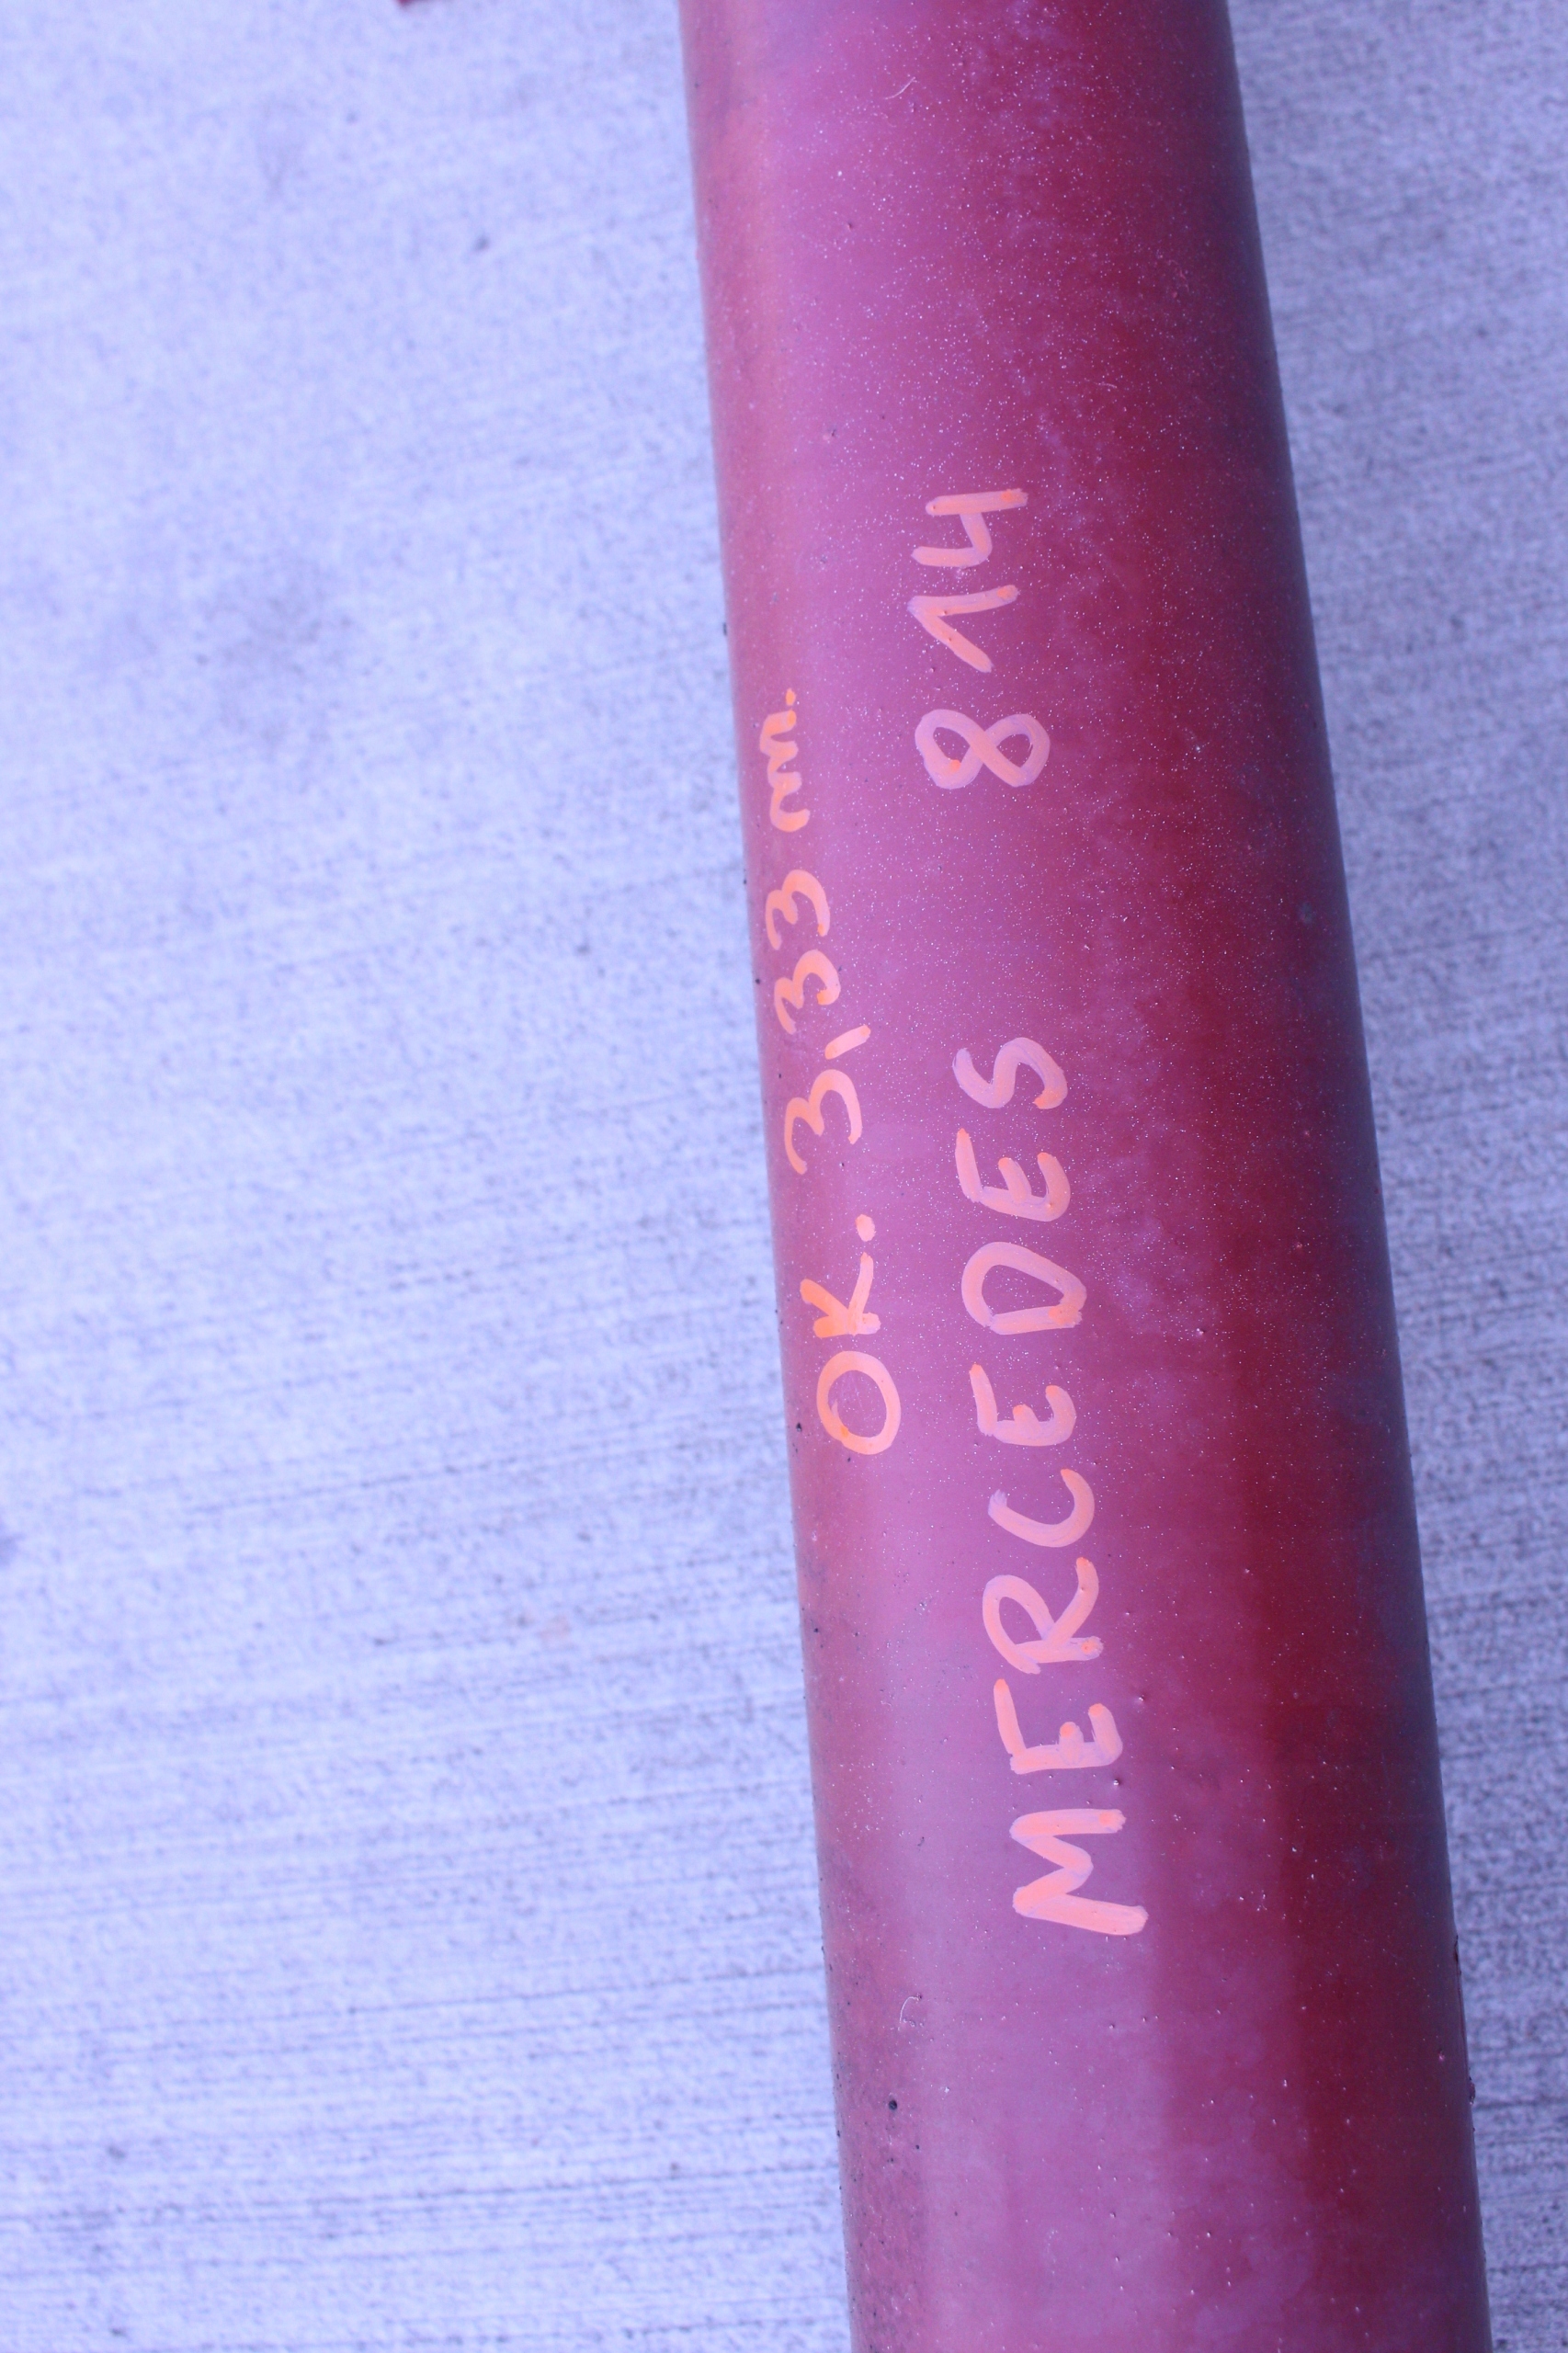 OK. 3,33 m.
MERCEDES 814